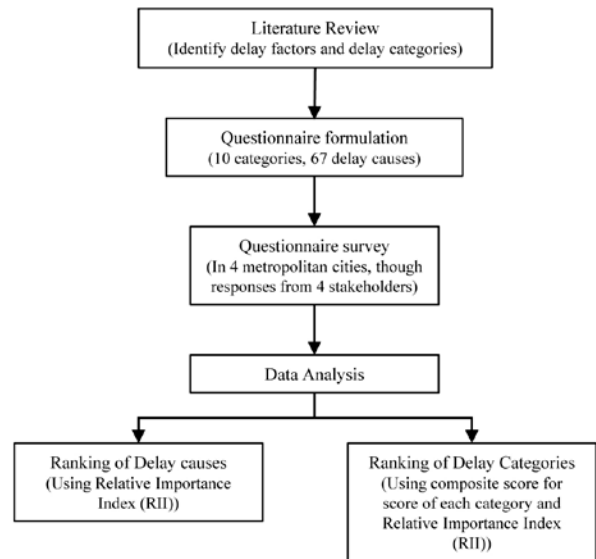 Literature Review
(Identify delay factors and delay categories)
Questionnaire formulation
(10 categories, 67 delay causes)
Questionnaire survey
(In 4 metropolitan cities, though
responses from 4 stakeholders)
Data Analysis
Ranking of Delay causes
(Using Relative Importance
Index (RII))
Ranking of Delay Categories
(Using composite score for
score of each category and
Relative Importance Index
(RII))